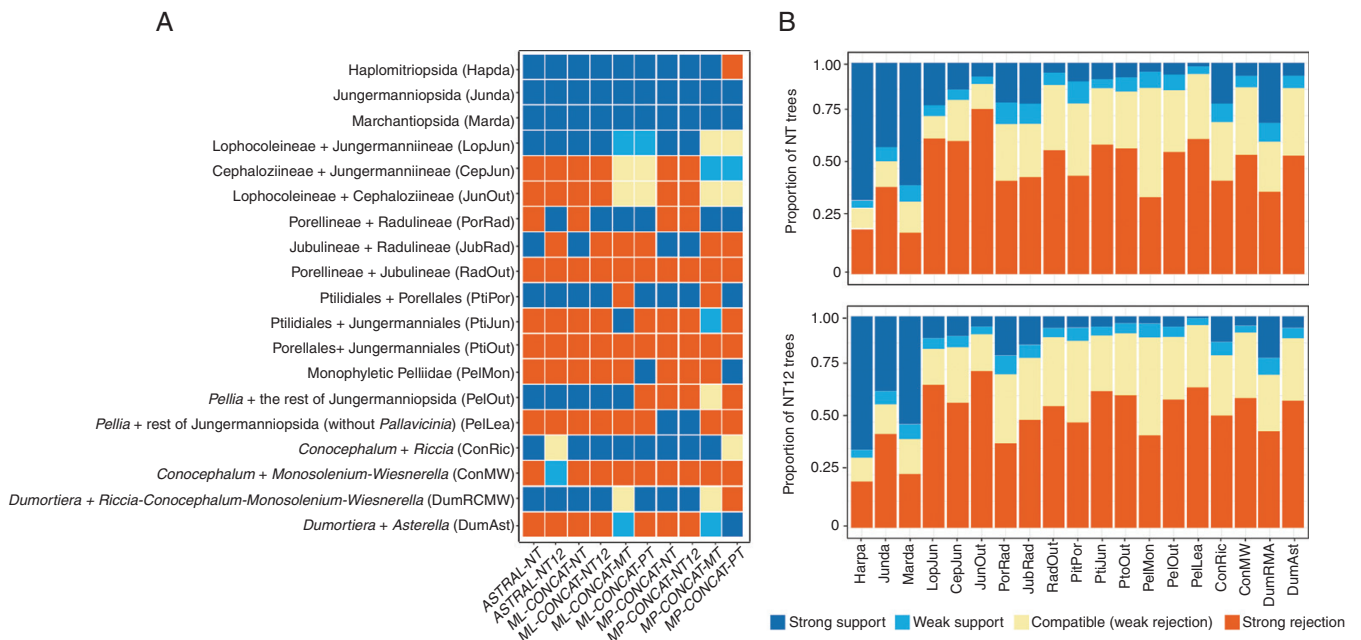 A
Haplomitriopsida (Hapda)
Jungermanniopsida (Junda)
Marchantiopsida (Marda)
Lophocoleineae + Jungermanniineae (LopJun)
Cephaloziineae + Jungermanniineae (CepJun)
Lophocoleineae + Cephaloziineae (JunOut)
Porellineae + Radulineae (PorRad)
Jubulineae + Radulineae (JubRad)
Porellineae + Jubulineae (RadOut)
Ptilidiales + Porellales (PtiPor)
Ptilidiales + Jungermanniales (PtiJun)
Porellales+ Jungermanniales (PtiOut)
Monophyletic Pelliidae (PelMon)
Pellia + the rest of Jungermanniopsida (PelOut)
Pellia + rest of Jungermanniopsida (without Pallavicinia) (PelLea)
Conocephalum + Riccia (ConRic)
Conocephalum + Monosolenium-Wiesnerella (ConMW)
Dumortiera + Riccia-Conocephalum-Monosolenium-Wiesnerella (DumRCMW)
Dumortiera + Asterella (DumAst)
ASTRAL-NT
ASTRAL-NT12
ML-CONCAT-NT
ML-CONCAT-NT12
ML-CONCAT-MT
ML-CONCAT-PT
MP-CONCAT-NT
MP-CONCAT-NT12
MP-CONCAT-MT
MP-CONCAT-PT
B
Proportion of NT trees
1.00
0.75
0.50
0.25
0
Proportion of NT12 trees
1.00
0.75
0.50
0.25
0
Harpa
Junda
Marda
LopJun
CepJun
JunOut
PorRad
JubRad
RadOut
PitPor
PtiJun
PtoOut
PelMon
PelOut
PelLea
ConRic
ConMW
DumRMA
DumAst
Strong support
Weak support
Compatible (weak rejection)
Strong rejection